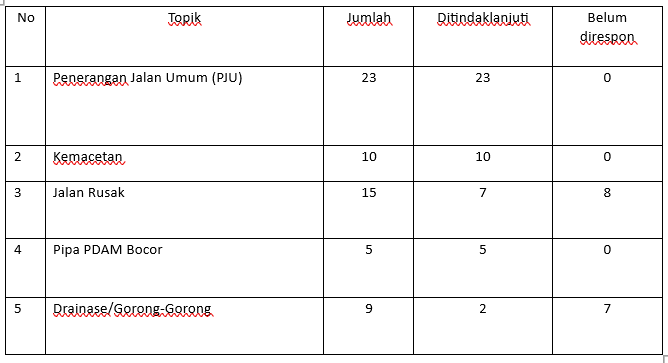 No Topik Jumlah Ditindaklanjuti Belum
direspon
1 Penerangan Jalan Umum (PJU) 23 23 0
2 Kemacetan 10 10 0
3 Jalan Rusak 15 7 8
4 Pipa PDAM Bocor 5 5 0
5 Drainase/Gorong-Gorong 9 2 7